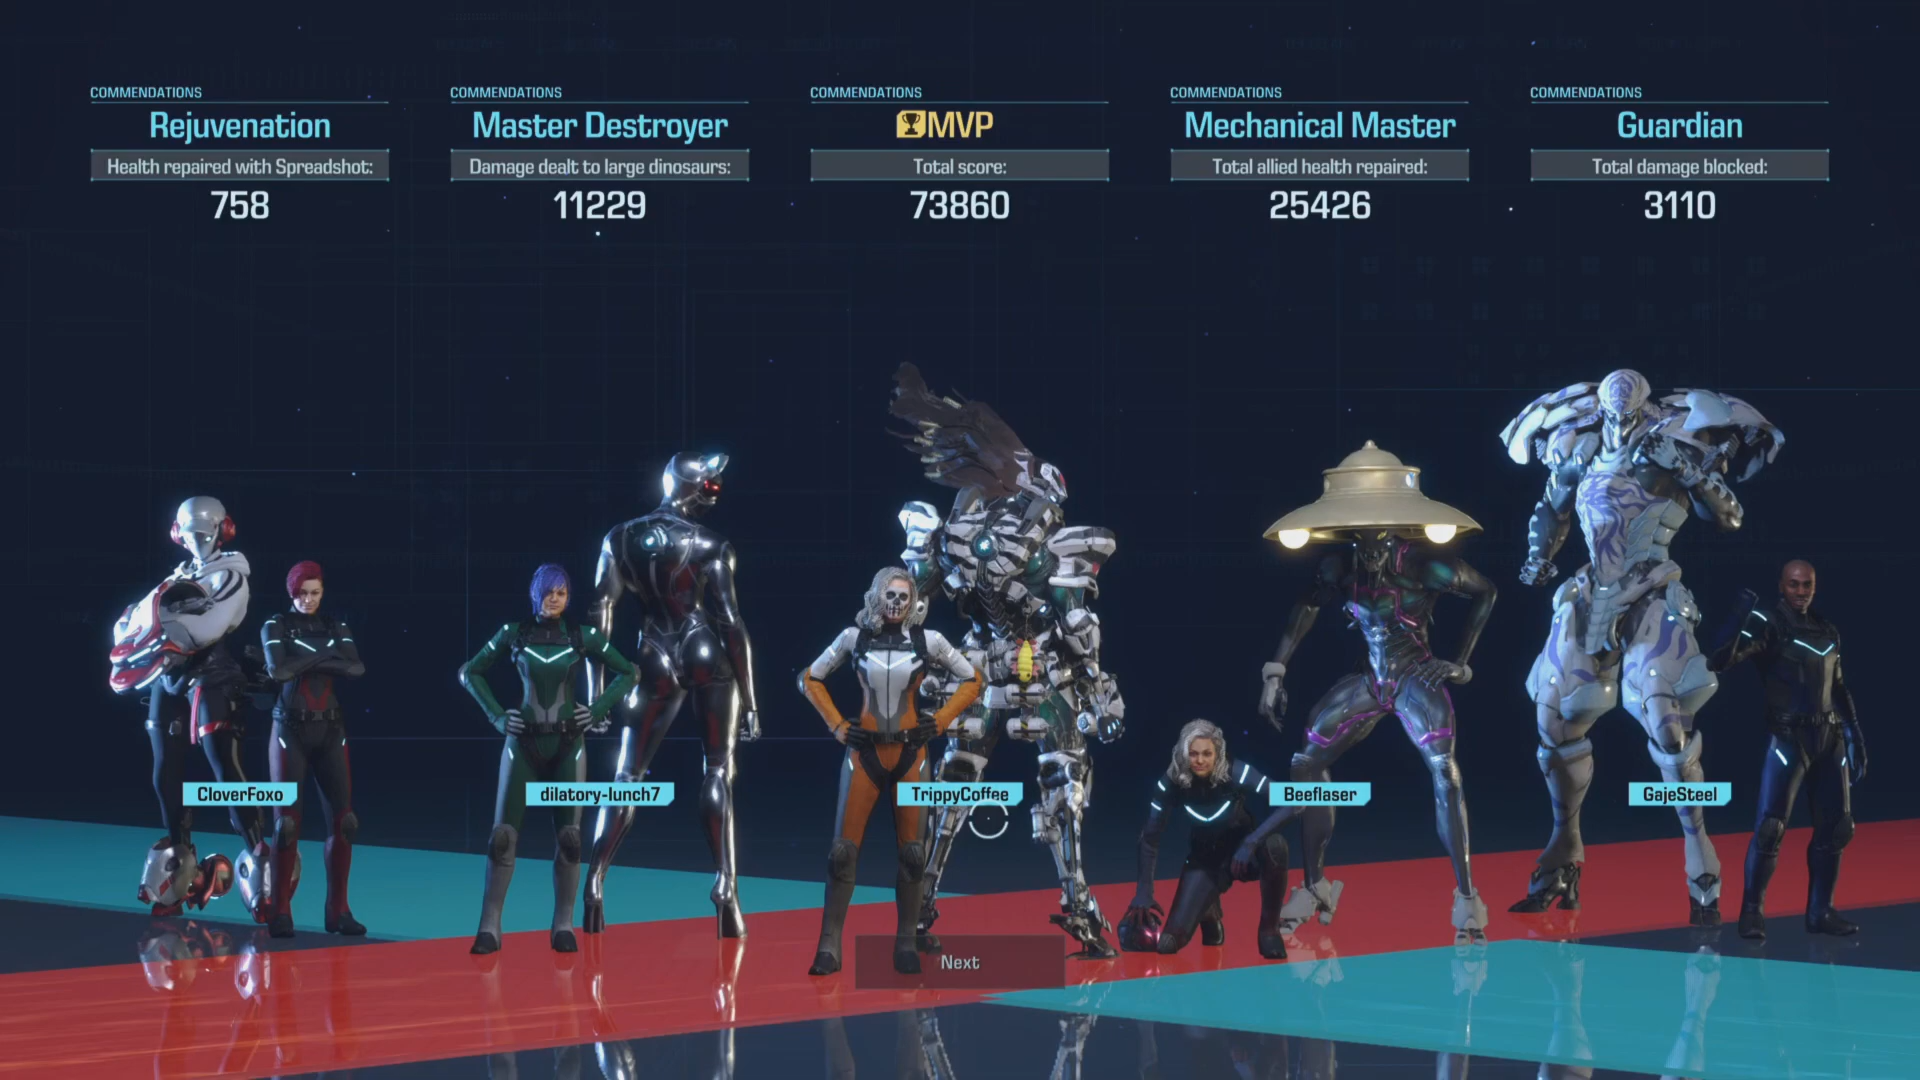 COMMENDATIONS
Rejuvenation
Health repaired with Spreadshot:
758
COMMENDATIONS
Master Destroyer
Damage dealt to large dinosaurs:
11229
COMMENDATIONS
MVP
Total score:
73860
COMMENDATIONS
Mechanical Master
Total allied health repaired:
25426
COMMENDATIONS
Guardian
Total damage blocked:
3110
CloverFoxo
dilatory-lunch7
TrippyCoffee
Beeflaser
GajeSteel
Next